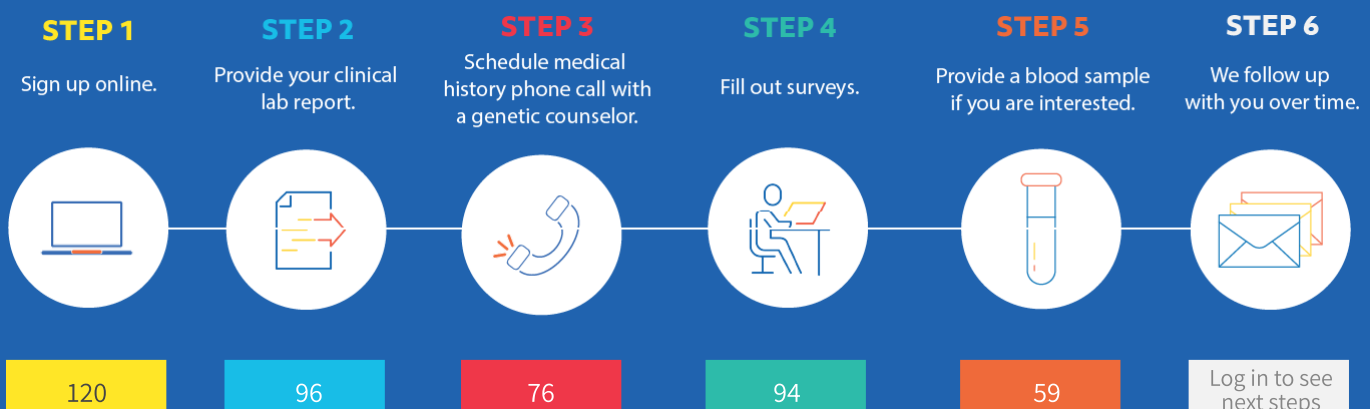 STEP 1
Sign up online.
STEP 2
Provide your clinical
lab report.
STEP 3
Schedule medical
history phone call with
a genetic counselor.
STEP 4
Fill out surveys.
STEP 5
Provide a blood sample
if you are interested.
STEP 6
We follow up
with you over time.
120
96
76
94
59
Log in to see
next steps